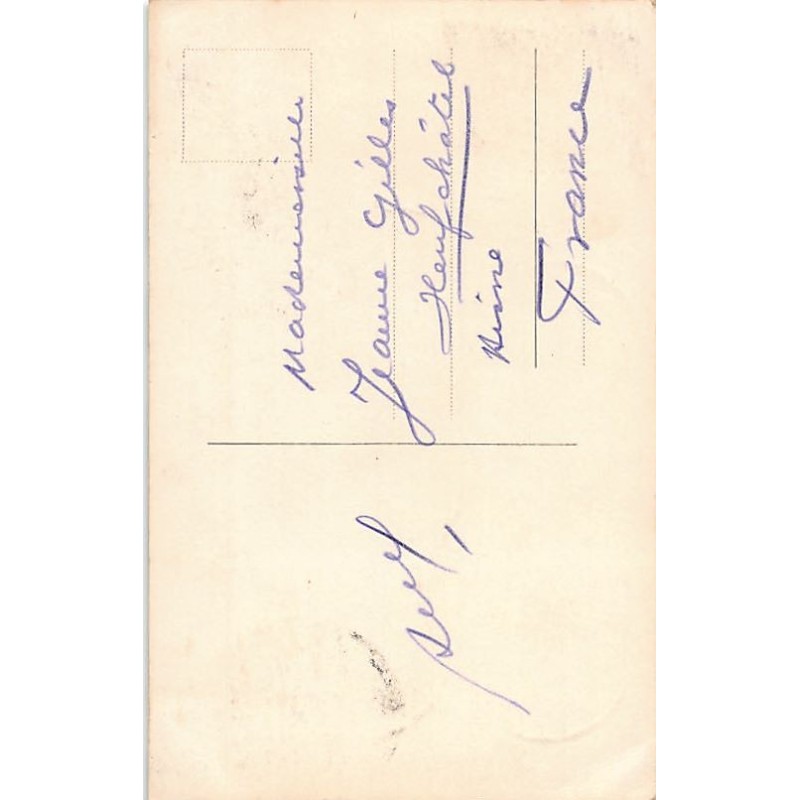 Mademoiselle
Jeanne Gilles
Neufchâtel
Aisne
France